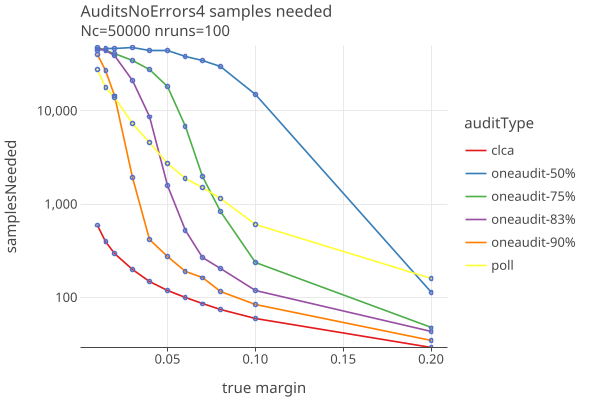 AuditsNoErrors4 samples needed
Nc=50000 nruns=100
samplesNeeded
10,000
1,000
100
0.05
0.10
0.15
0.20
true margin
auditType
clca
oneaudit-50%
oneaudit-75%
oneaudit-83%
oneaudit-90%
poll